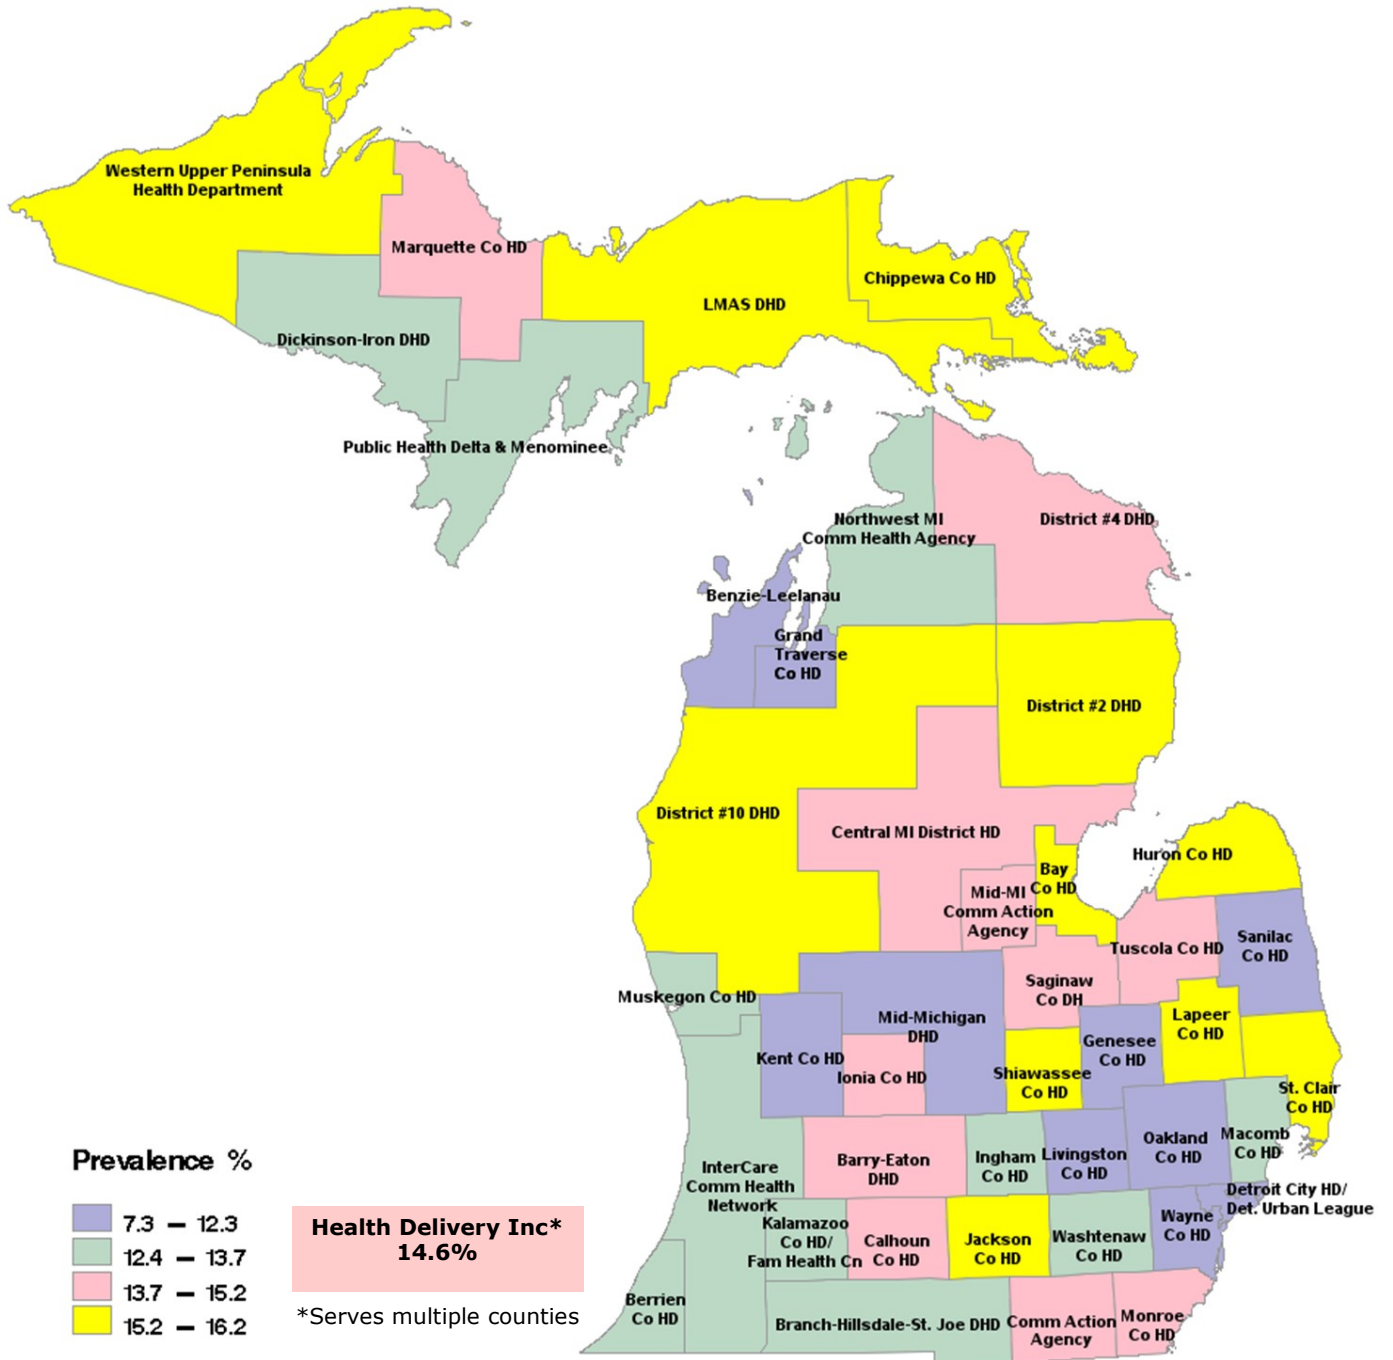 Western Upper Peninsula
Health Department
Marquette Co HD
Chippewa Co HD
LMAS DHD
Dickinson-Iron DHD
Public Health Delta & Menominee
Northwest MI
Comm Health Agency
District #4 DHD
Benzie-Leelanau
Grand
Traverse
Co HD
District #2 DHD
District #10 DHD
Central MI District HD
Huron Co HD
Bay
Co HD
Mid-MI
Comm Action
Agency
Tuscola Co HD
Sanilac
Co HD
Saginaw
Co DH
Muskegon Co HD
Mid-Michigan
DHD
Lapeer
Co HD
Genesee
Co HD
Kent Co HD
Ionia Co HD
Shiawassee
Co HD
St. Clair
Co HD
Oakland
Co HD
Macomb
Co HD
Livingston
Co HD
Ingham
Co HD
Barry-Eaton
DHD
InterCare
Comm Health
Network
Detroit City HD/
Det. Urban League
Wayne
Co HD
Kalamazoo
Co HD/
Fam Health Cn
Calhoun
Co HD
Jackson
Co HD
Washtenaw
Co HD
Berrien
Co HD
Branch-Hillsdale-St. Joe DHD
Comm Action
Agency
Monroe
Co HD
Prevalence %
7.3 – 12.3
12.4 – 13.7
13.7 – 15.2
15.2 – 16.2
Health Delivery Inc*
14.6%
*Serves multiple counties